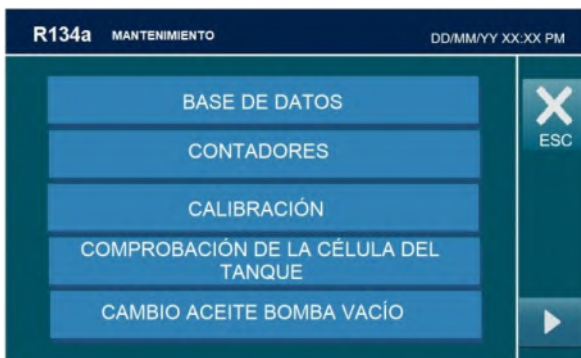 R134a MANTENIMIENTO DD/MM/YY XX:XX PM
BASE DE DATOS
ESC
CONTADORES
CALIBRACIÓN
COMPROBACIÓN DE LA CÉLULA DEL
TANQUE
CAMBIO ACEITE BOMBA VACÍO